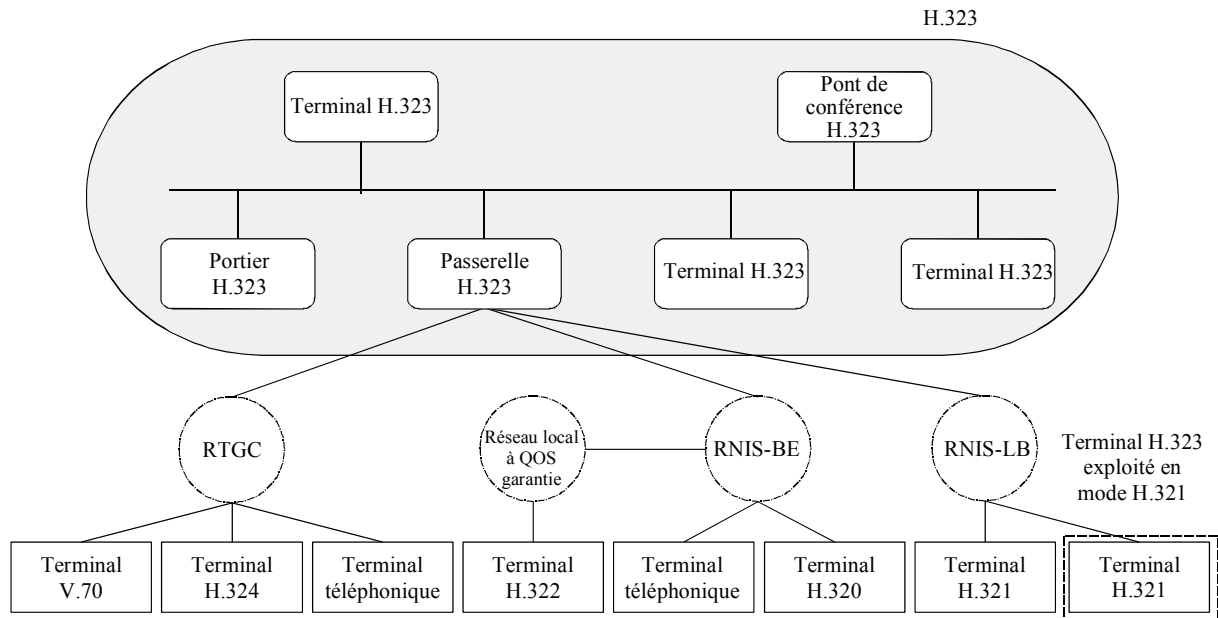 H.323
Terminal H.323
Pont de
conférence
H.323
Portier
H.323
Passerelle
H.323
Terminal H.323
Terminal H.323
RTGC
Réseau local
à QOS
garantie
RNIS-BE
RNIS-LB
Terminal H.323
exploité en
mode H.321
Terminal
V.70
Terminal
H.324
Terminal
téléphonique
Terminal
H.322
Terminal
téléphonique
Terminal
H.320
Terminal
H.321
Terminal
H.321